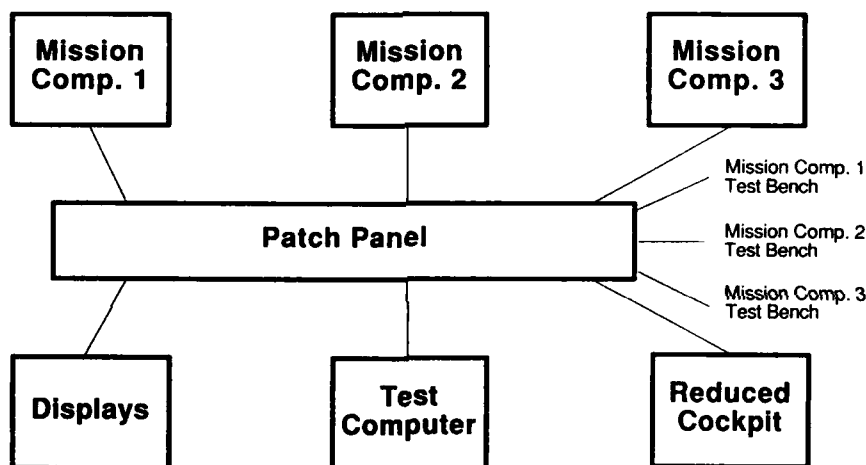 Mission
Comp. 1
Mission
Comp. 2
Mission
Comp. 3
Mission Comp. 1
Test Bench
Patch Panel
Mission Comp. 2
Test Bench
Mission Comp. 3
Test Bench
Displays
Test
Computer
Reduced
Cockpit